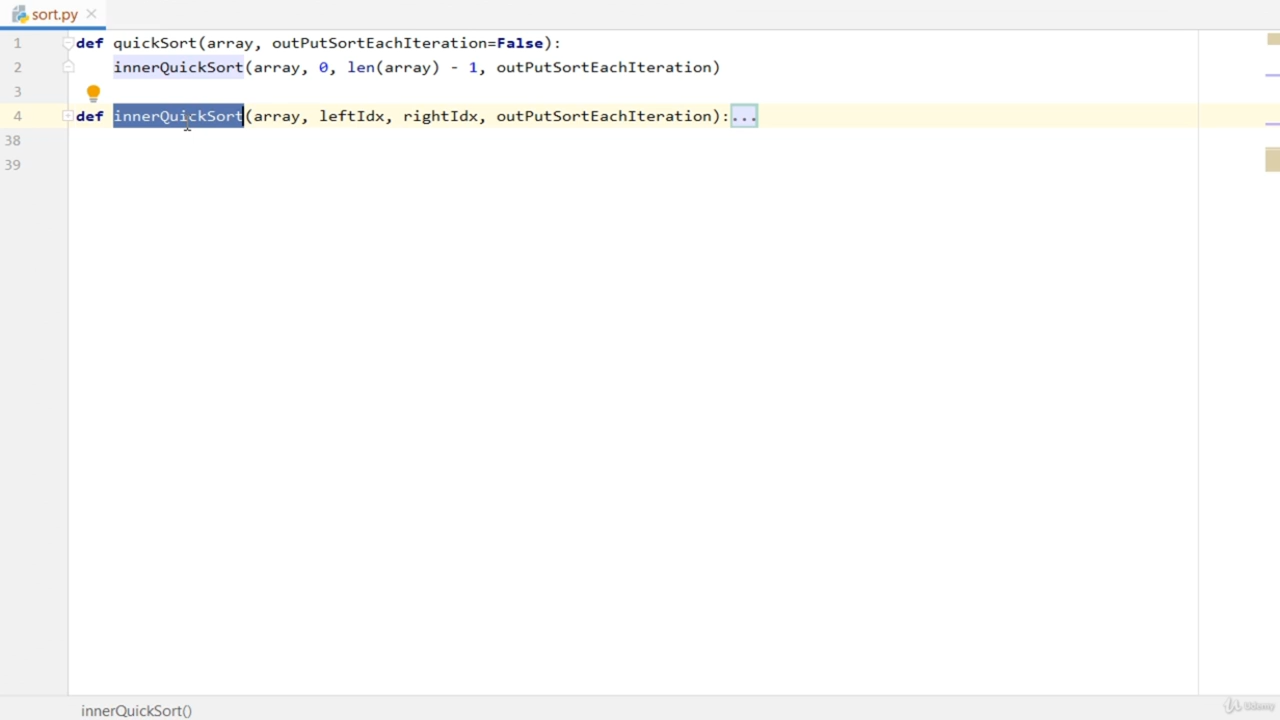 sort.py
1 def quickSort(array, outPutSortEachIteration=False):
2 innerQuickSort(array, 0, len(array) - 1, outPutSortEachIteration)
3
4 def innerQuickSort(array, leftIdx, rightIdx, outPutSortEachIteration):...
38
39
innerQuickSort()
Udemy